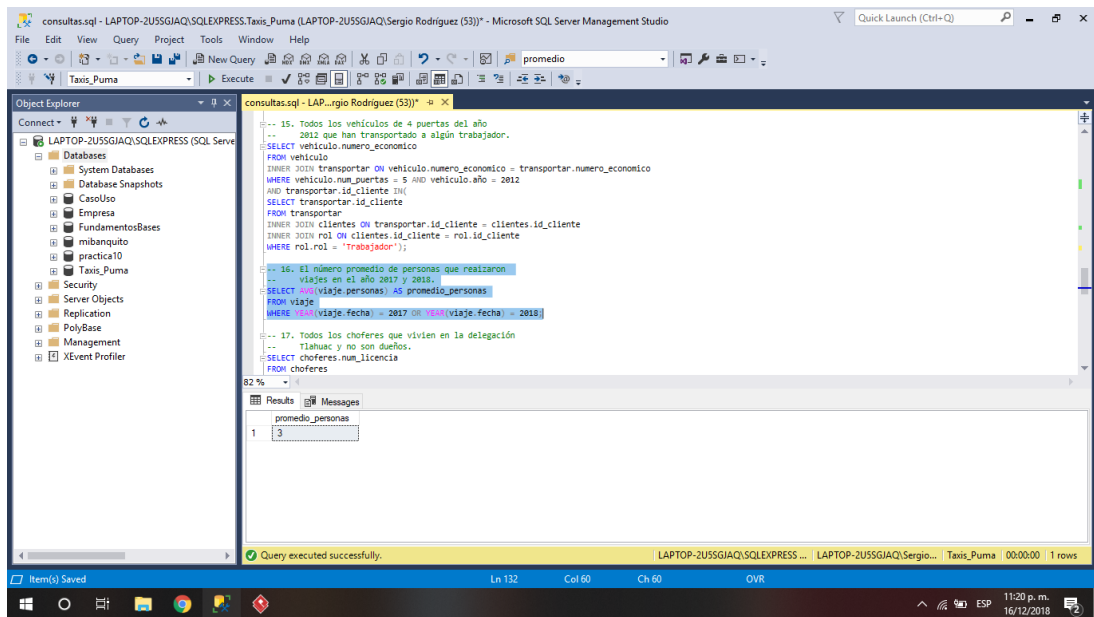 consultas.sql - LAPTOP-2U5SGJAQ\SQLEXPRESS.Taxis_Puma (LAPTOP-2U5SGJAQ\Sergio Rodríguez (53))* - Microsoft SQL Server Management Studio
Quick Launch (Ctrl+Q)
File Edit View Query Project Tools Window Help
New Query
promedio
Taxis_Puma
Execute
Object Explorer
consultas.sql - LAP...rgio Rodríguez (53))*
Connect
LAPTOP-2U5SGJAQ\SQLEXPRESS (SQL Serve
Databases
System Databases
Database Snapshots
CasoUso
Empresa
FundamentosBases
mibanquito
practica10
Taxis_Puma
Security
Server Objects
Replication
PolyBase
Management
XEvent Profiler
-- 15. Todos los vehículos de 4 puertas del año
-- 2012 que han transportado a algún trabajador.
SELECT vehiculo.numero_economico
FROM vehiculo
INNER JOIN transportar ON vehiculo.numero_economico = transportar.numero_economico
WHERE vehiculo.num_puertas = 5 AND vehiculo.año = 2012
AND transportar.id_cliente IN(
SELECT transportar.id_cliente
FROM transportar
INNER JOIN clientes ON transportar.id_cliente = clientes.id_cliente
INNER JOIN rol ON clientes.id_cliente = rol.id_cliente
WHERE rol.rol = 'Trabajador');
-- 16. El número promedio de personas que reaizaron
-- viajes en el año 2017 y 2018.
SELECT AVG(viaje.personas) AS promedio_personas
FROM viaje
WHERE YEAR(viaje.fecha) = 2017 OR YEAR(viaje.fecha) = 2018;
-- 17. Todos los choferes que vivien en la delegación
-- Tlahuac y no son dueños.
SELECT choferes.num_licencia
FROM choferes
82 %
Results Messages
promedio_personas
1 3
Query executed successfully.
LAPTOP-2U5SGJAQ\SQLEXPRESS ... LAPTOP-2U5SGJAQ\Sergio... Taxis_Puma 00:00:00 1 rows
Item(s) Saved
Ln 132 Col 60 Ch 60 OVR
ESP
11:20 p. m.
16/12/2018
2